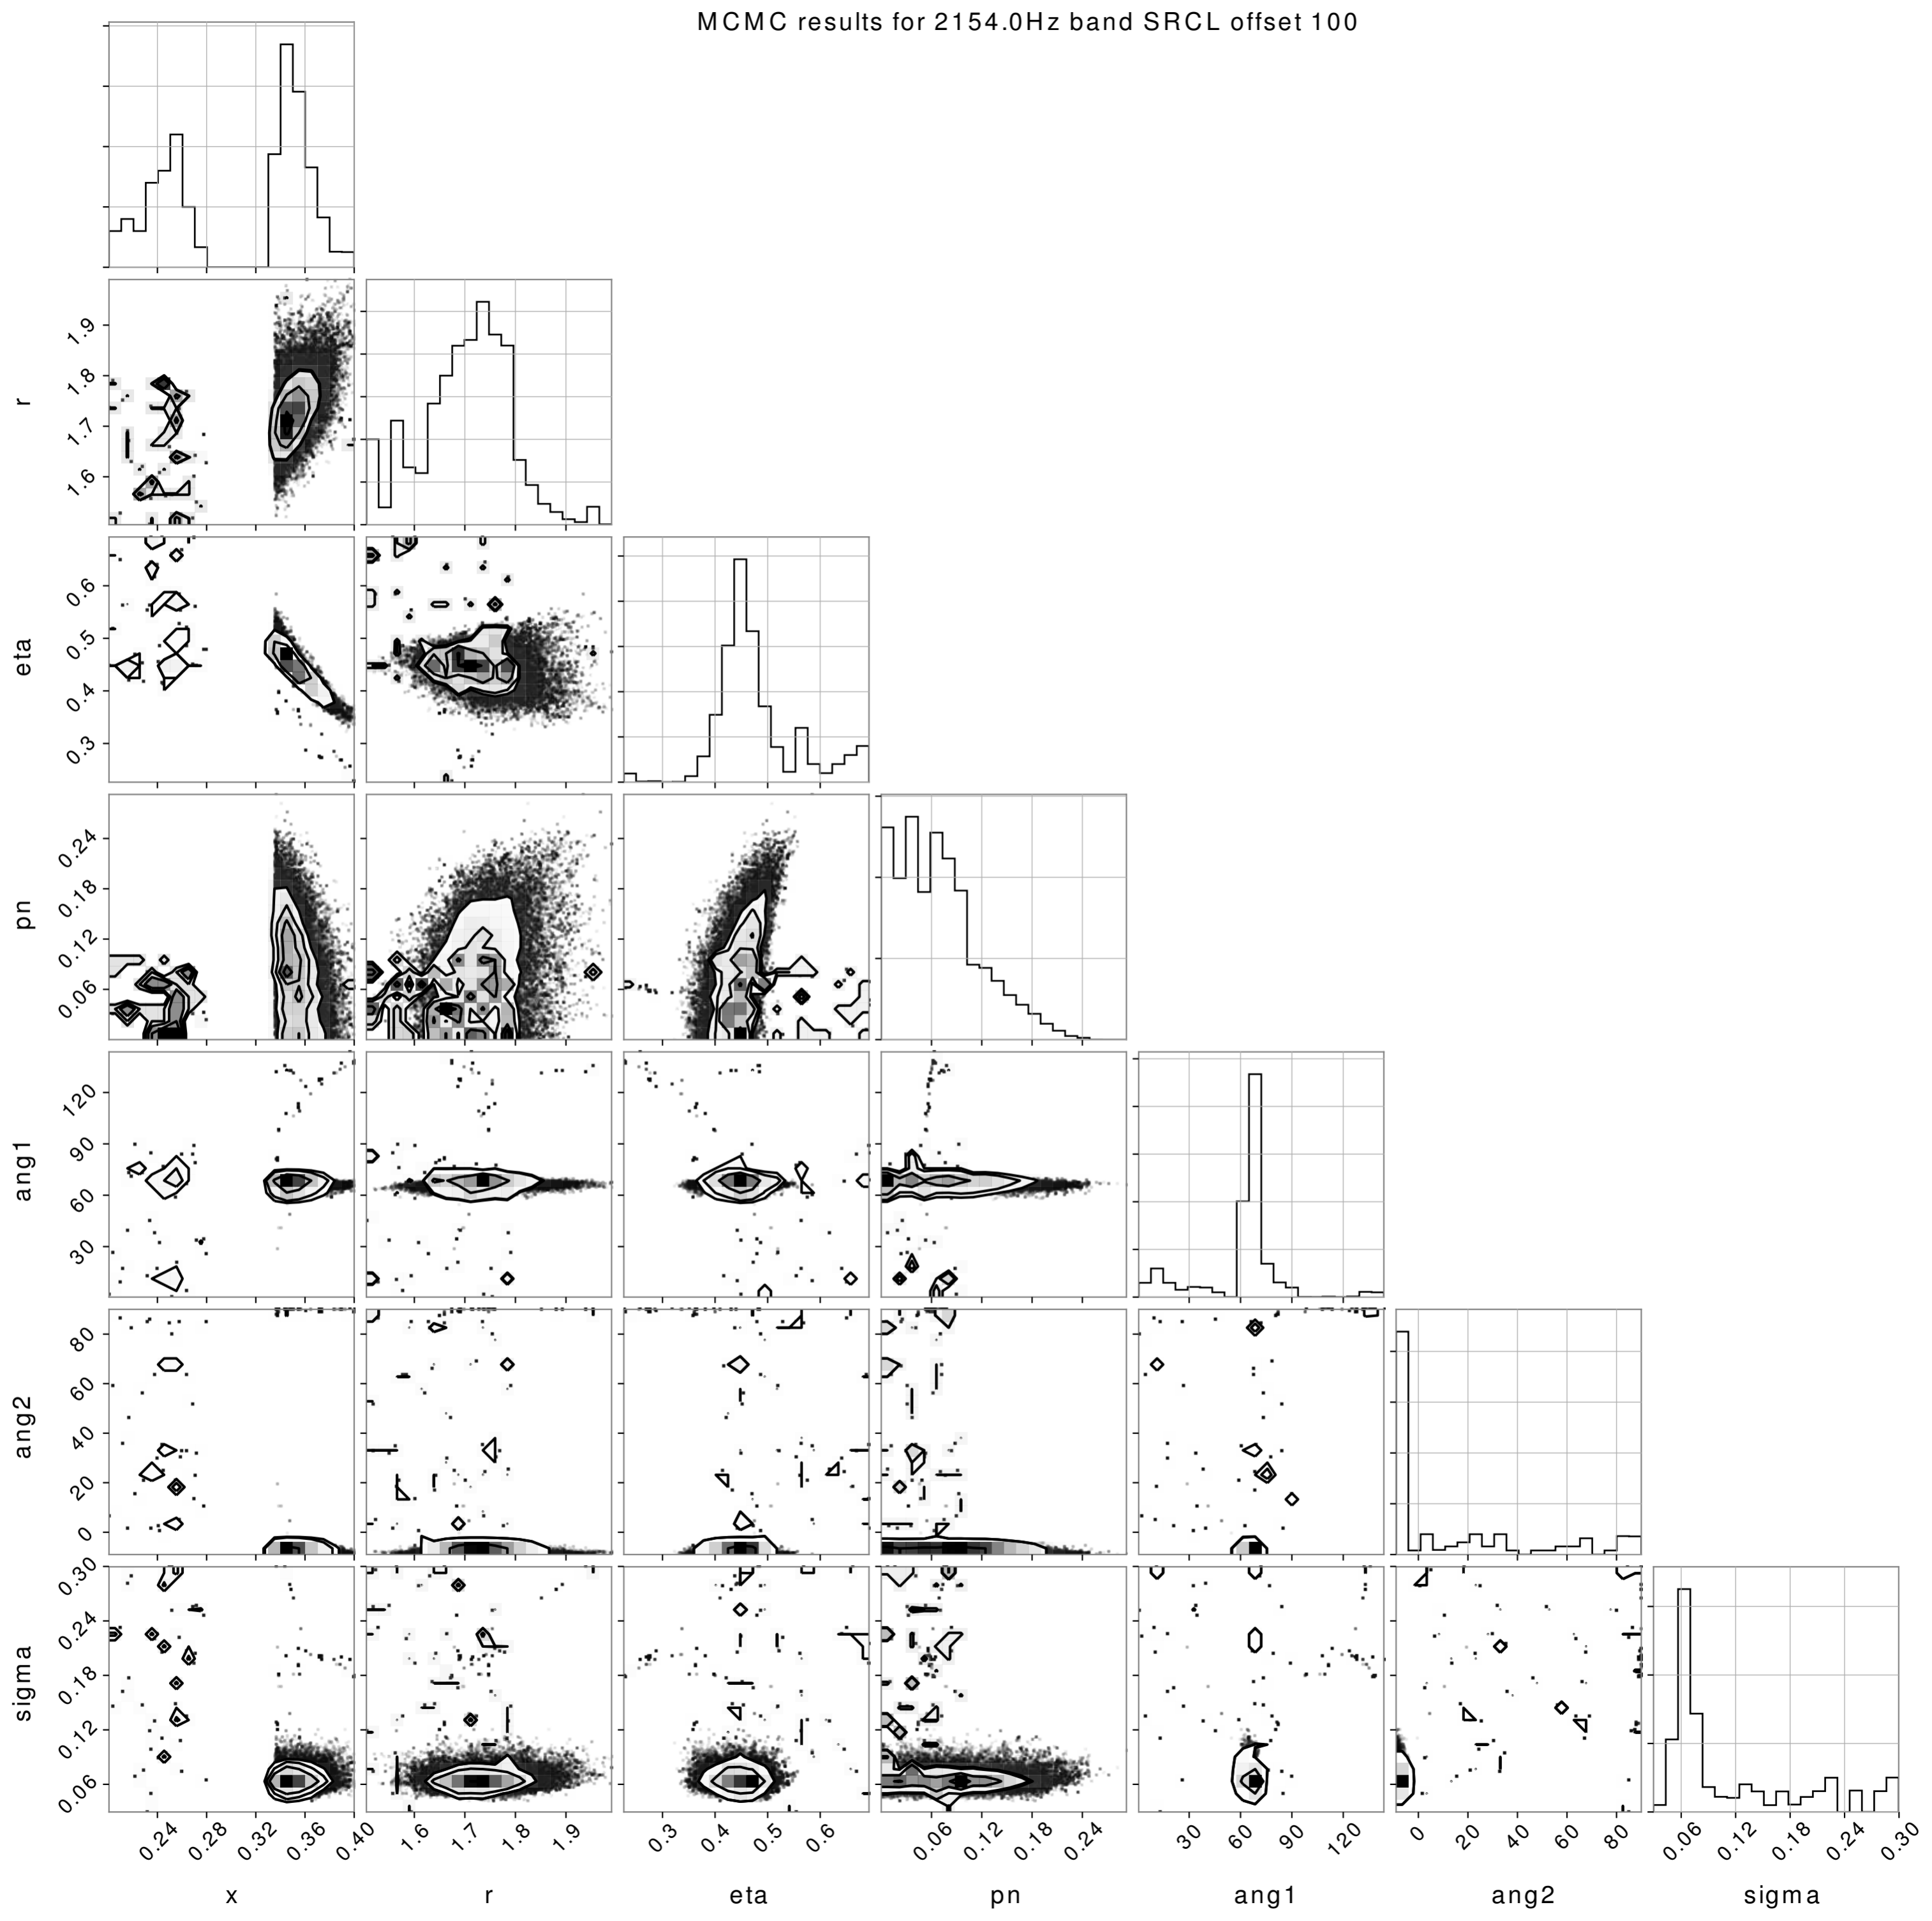 MCMC results for 2154.0Hz band SRCL offset 100
r
1.9
1.8
1.7
1.6
eta
0.6
0.5
0.4
0.3
pn
0.24
0.18
0.12
0.06
ang1
120
90
60
30
ang2
80
60
40
20
0
sigma
0.30
0.24
0.18
0.12
0.06
0.24 0.28 0.32 0.36 0.40
1.6 1.7 1.8 1.9
0.3 0.4 0.5 0.6
0.06 0.12 0.18 0.24
30 60 90 120
0 20 40 60 80
0.06 0.12 0.18 0.24 0.30
x r eta pn ang1 ang2 sigma